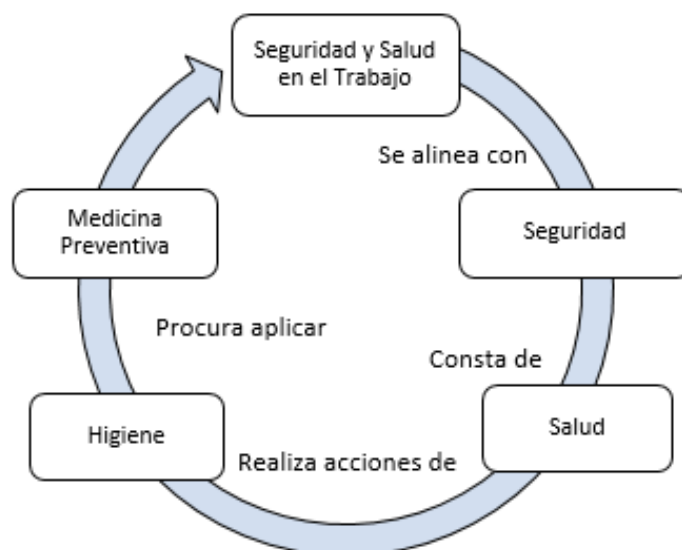 Seguridad y Salud
en el Trabajo
Se alinea con
Seguridad
Consta de
Salud
Realiza acciones de
Higiene
Procura aplicar
Medicina
Preventiva